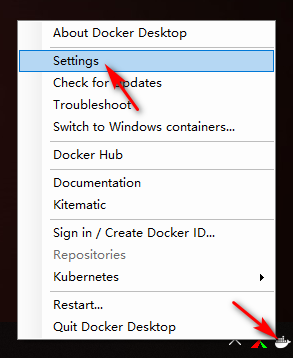 About Docker Desktop
Settings
Check for Updates
Troubleshoot
Switch to Windows containers...
Docker Hub
Documentation
Kitematic
Sign in / Create Docker ID...
Repositories
Kubernetes
Restart...
Quit Docker Desktop